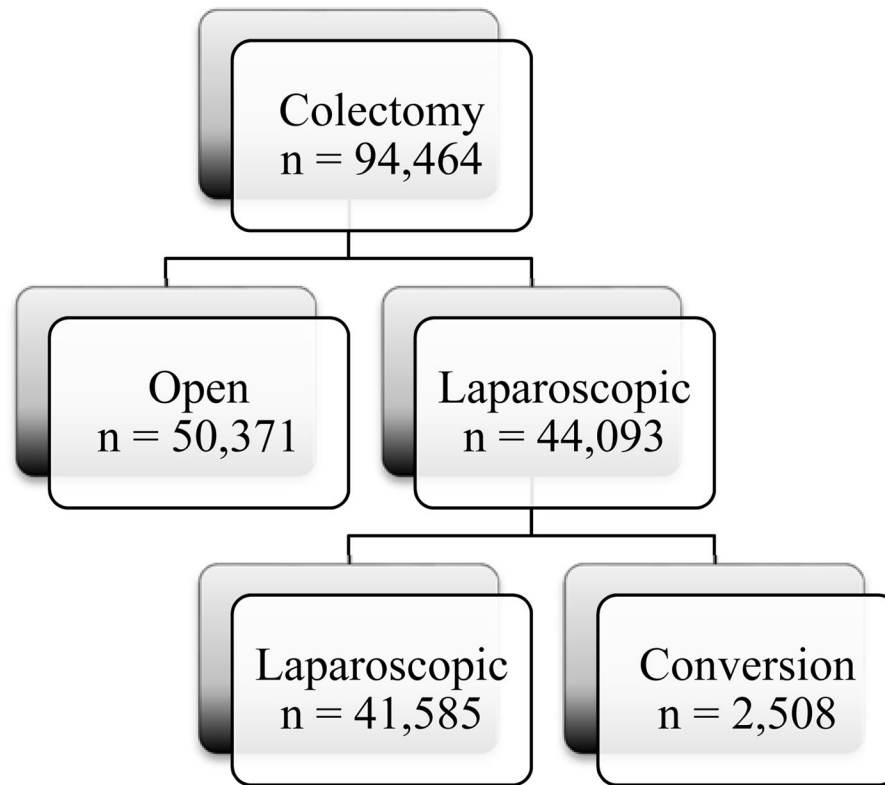 Colectomy
n = 94,464
Open
n = 50,371
Laparoscopic
n = 44,093
Laparoscopic
n = 41,585
Conversion
n = 2,508